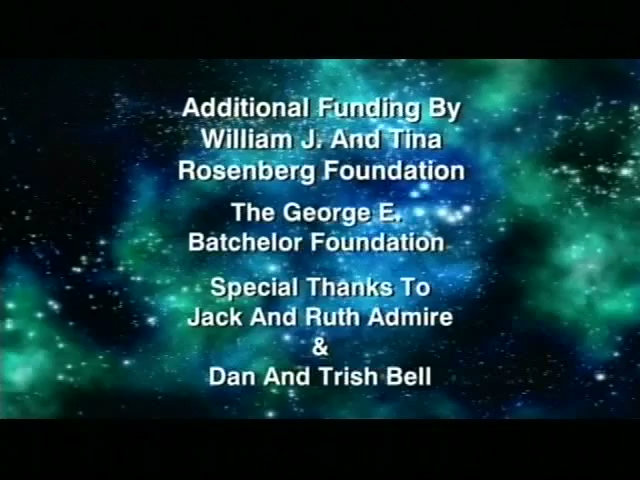 Additional Funding By
William J. And Tina
Rosenberg Foundation
The George E.
Batchelor Foundation
Special Thanks To
Jack And Ruth Admire
&
Dan And Trish Bell